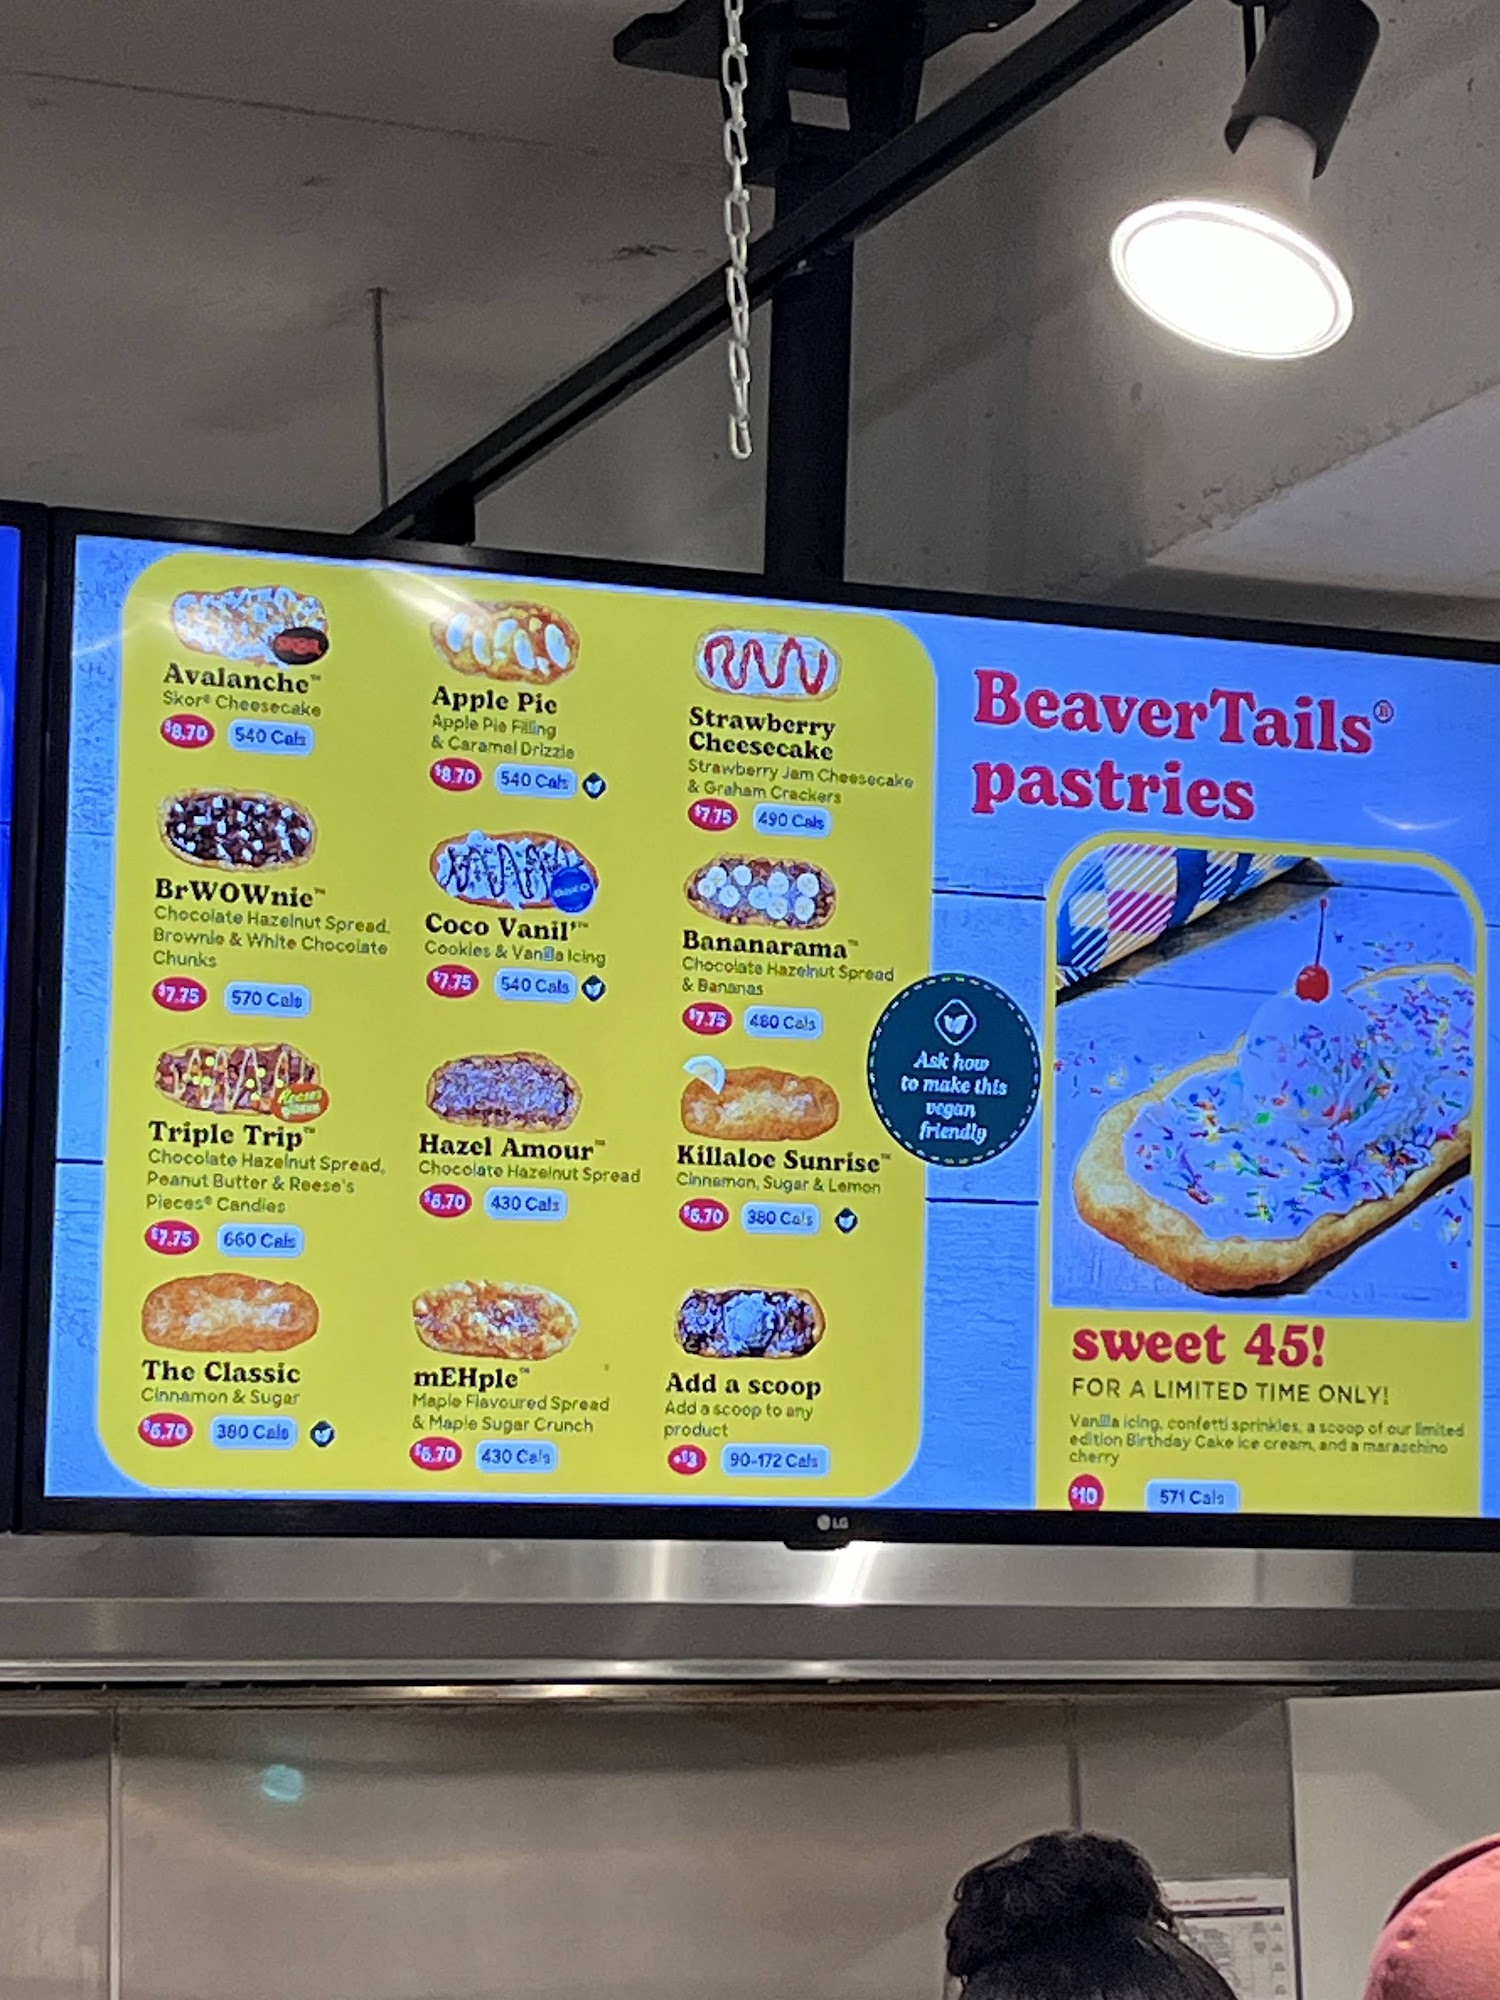 Avalanche™
Skor® Cheesecake
$8.70 540 Cals
Apple Pie
Apple Pie Filling
& Caramel Drizzle
$8.70 540 Cals
Strawberry
Cheesecake
Strawberry Jam Cheesecake
& Graham Crackers
$7.75 490 Cals
BrWOWnie™
Chocolate Hazelnut Spread,
Brownie & White Chocolate
Chunks
$7.75 570 Cals
Coco Vanil'™
Cookies & Vanilla Icing
$7.75 540 Cals
Bananarama™
Chocolate Hazelnut Spread
& Bananas
$7.75 480 Cals
Reese's
Triple Trip™
Chocolate Hazelnut Spread,
Peanut Butter & Reese's
Pieces® Candies
$7.75 660 Cals
Hazel Amour™
Chocolate Hazelnut Spread
$6.70 430 Cals
Killaloe Sunrise™
Cinnamon, Sugar & Lemon
$6.70 380 Cals
The Classic
Cinnamon & Sugar
$6.70 380 Cals
mEHple™
Maple Flavoured Spread
& Maple Sugar Crunch
$6.70 430 Cals
Add a scoop
Add a scoop to any
product
+$3 90-172 Cals
Ask how
to make this
vegan
friendly
BeaverTails®
pastries
sweet 45!
FOR A LIMITED TIME ONLY!
Vanilla icing, confetti sprinkles, a scoop of our limited
edition Birthday Cake ice cream, and a maraschino
cherry
$10 571 Cals
LG